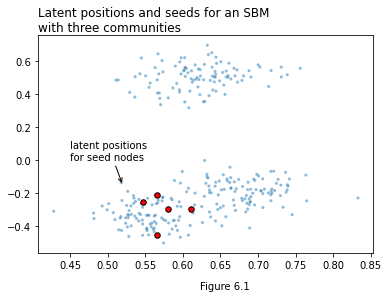 Latent positions and seeds for an SBM
with three communities
0.6
0.4
0.2
0.0
−0.2
−0.4
latent positions
for seed nodes
0.45 0.50 0.55 0.60 0.65 0.70 0.75 0.80 0.85
Figure 6.1